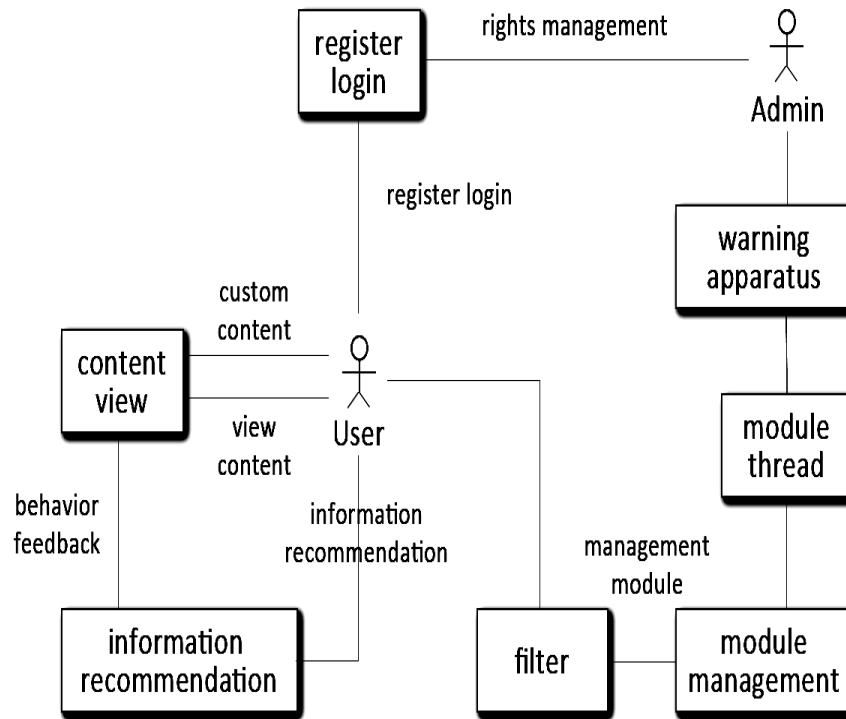 register
login
rights management
Admin
register login
warning
apparatus
custom
content
content
view
User
view
content
module
thread
behavior
feedback
information
recommendation
management
module
information
recommendation
filter
module
management